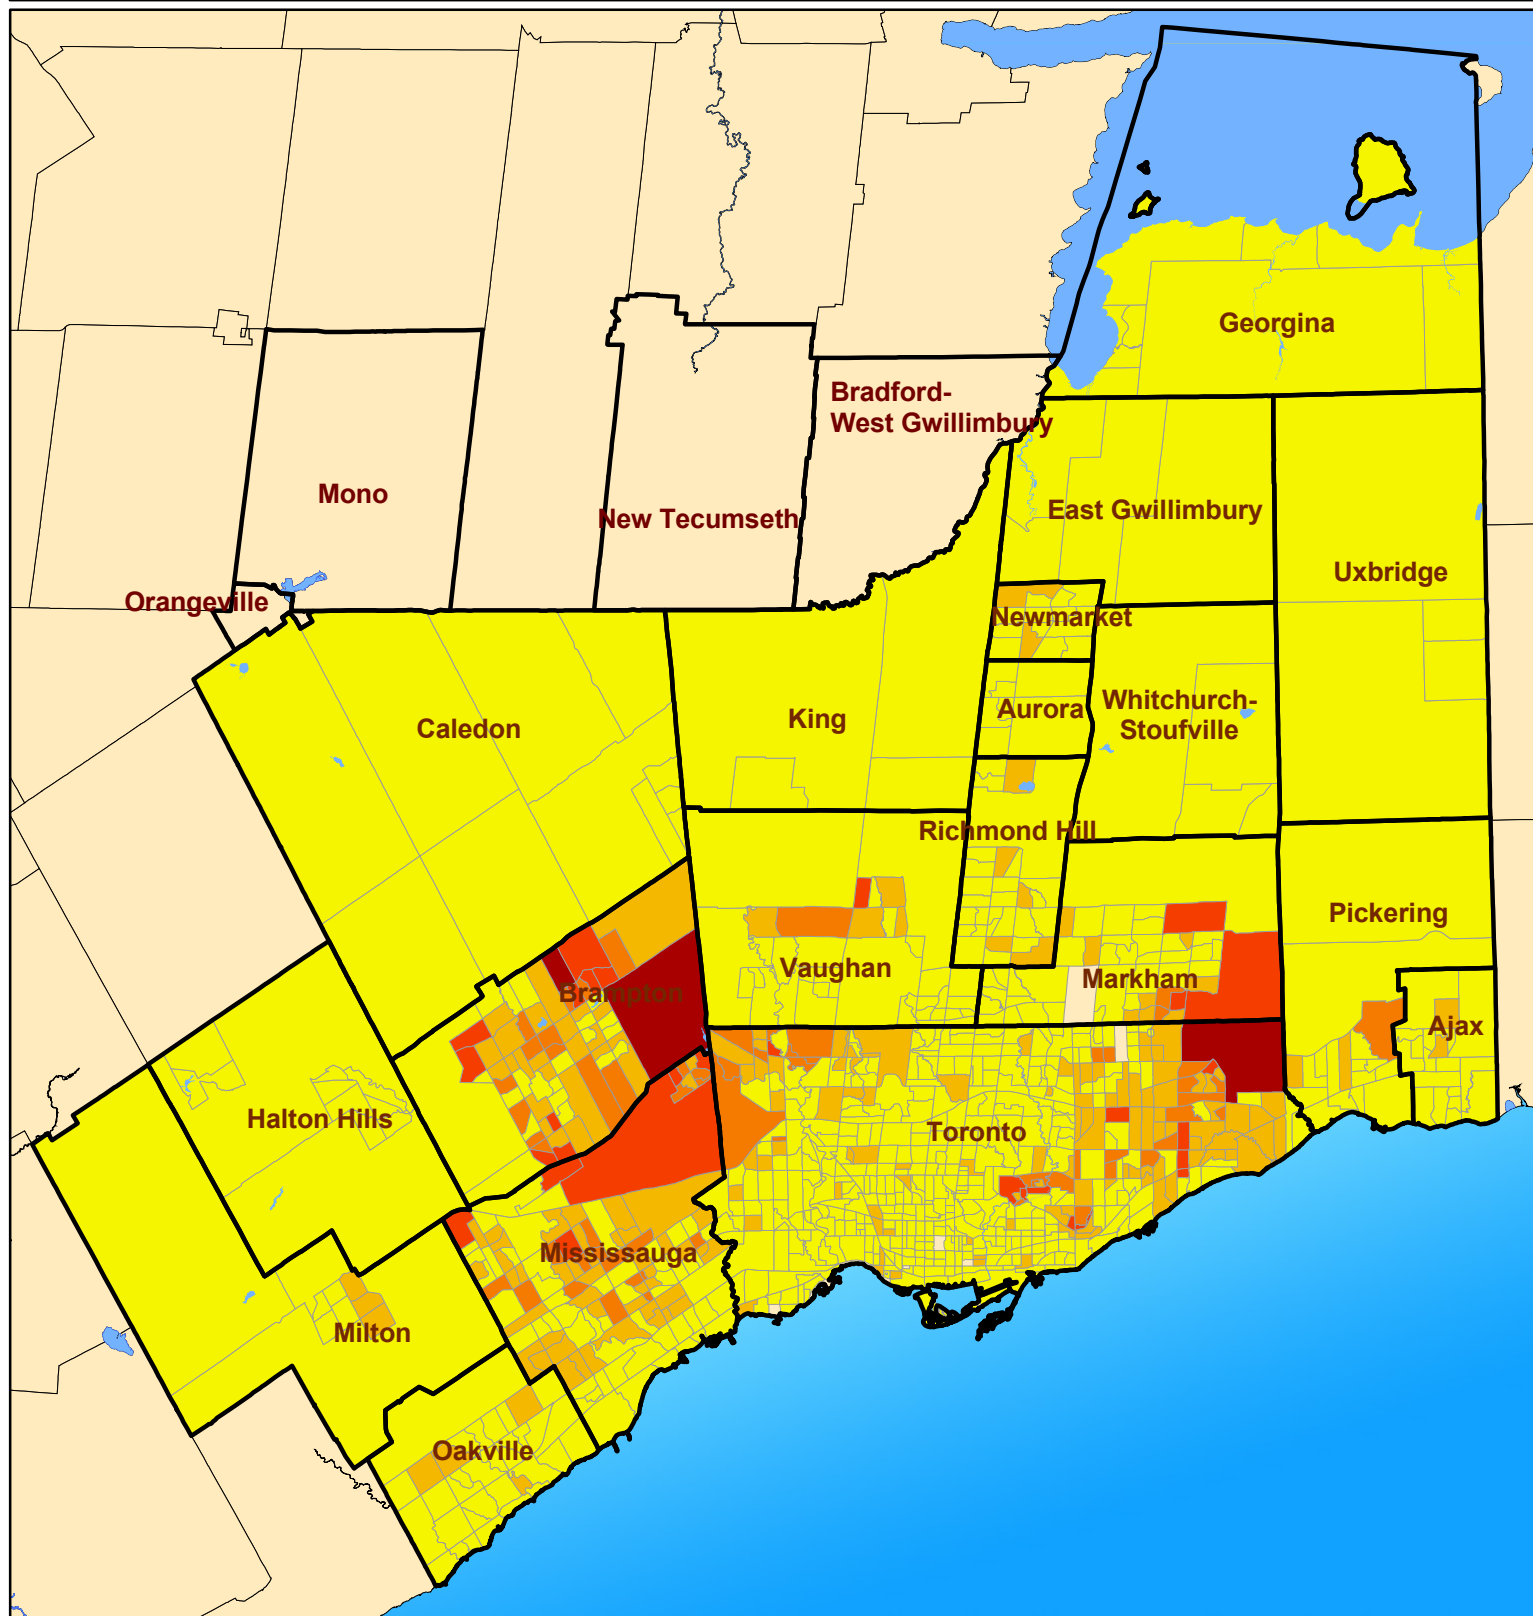 Georgina
Bradford-
West Gwillimbury
Mono
New Tecumseth
East Gwillimbury
Uxbridge
Orangeville
Newmarket
Caledon
King
Aurora
Whitchurch-
Stoufville
Richmond Hill
Pickering
Vaughan
Markham
Brampton
Ajax
Halton Hills
Toronto
Mississauga
Milton
Oakville